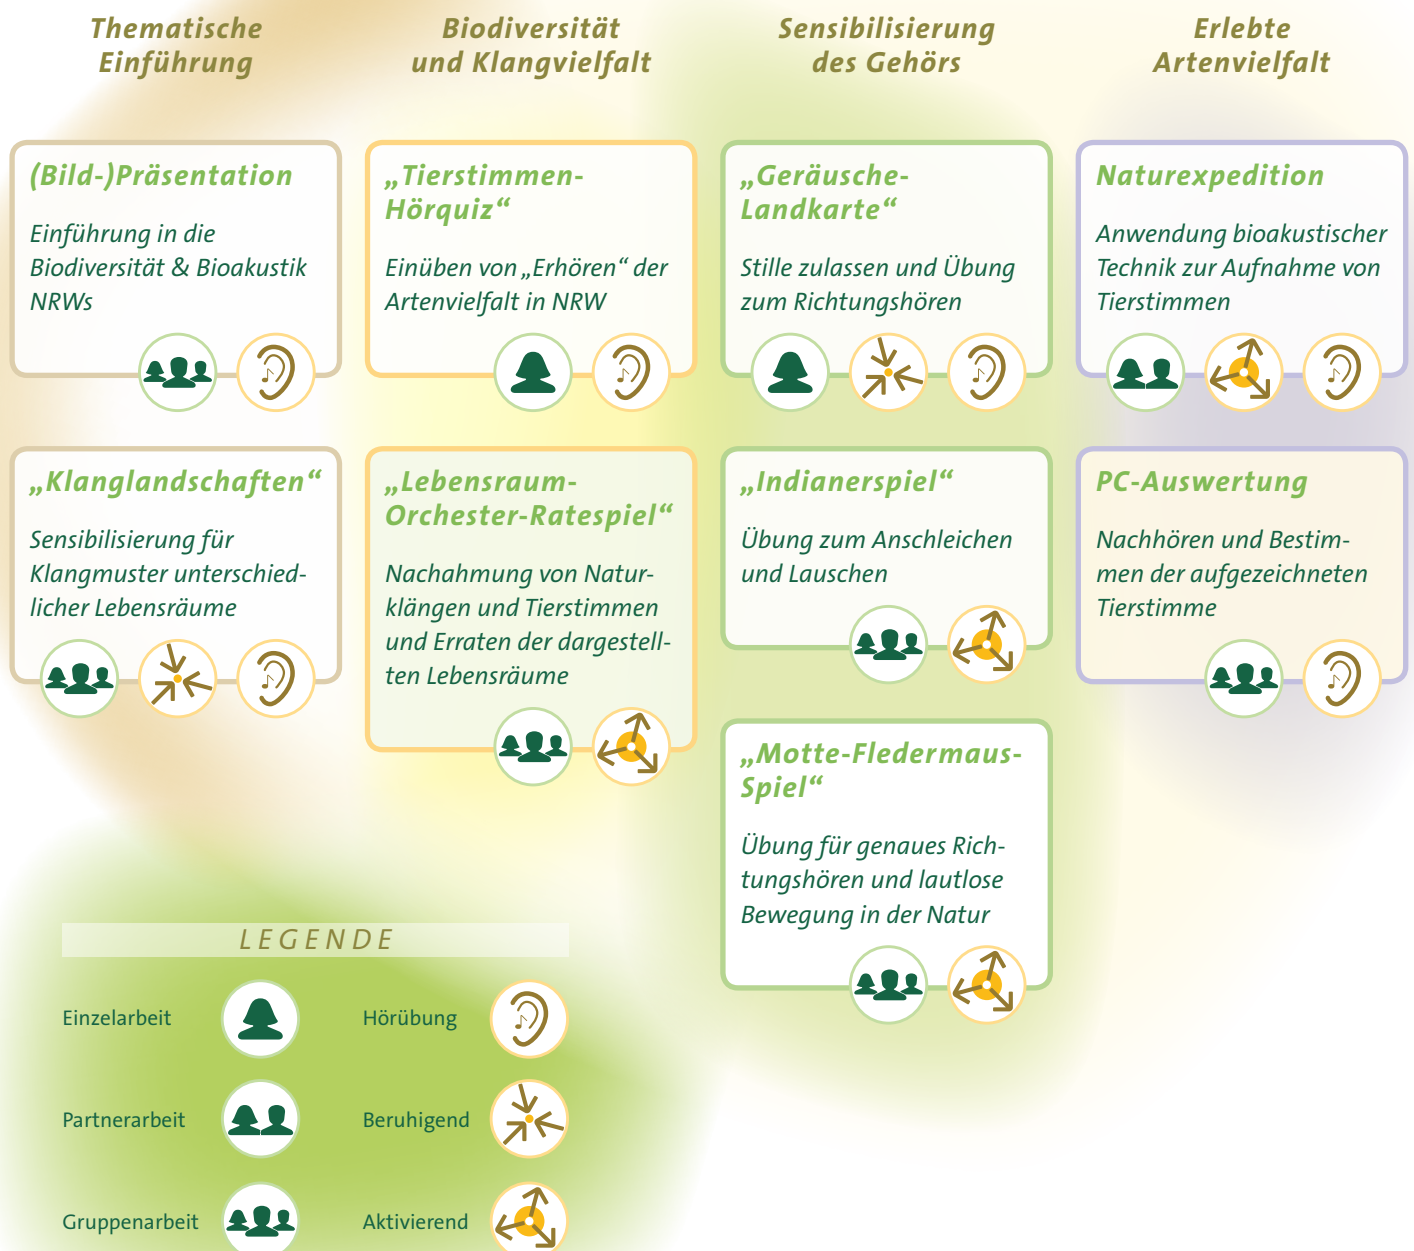 Thematische
Einführung
(Bild-)Präsentation
Einführung in die
Biodiversität & Bioakustik
NRWs
„Klanglandschaften“
Sensibilisierung für
Klangmuster unterschied-
licher Lebensräume
Biodiversität
und Klangvielfalt
„Tierstimmen-
Hörquiz“
Einüben von „Erhören“ der
Artenvielfalt in NRW
„Lebensraum-
Orchester-Ratespiel“
Nachahmung von Natur-
klängen und Tierstimmen
und Erraten der dargestell-
ten Lebensräume
Sensibilisierung
des Gehörs
„Geräusche-
Landkarte“
Stille zulassen und Übung
zum Richtungshören
„Indianerspiel“
Übung zum Anschleichen
und Lauschen
„Motte-Fledermaus-
Spiel“
Übung für genaues Rich-
tungshören und lautlose
Bewegung in der Natur
Erlebte
Artenvielfalt
Naturexpedition
Anwendung bioakustischer
Technik zur Aufnahme von
Tierstimmen
PC-Auswertung
Nachhören und Bestim-
men der aufgezeichneten
Tierstimme
LEGENDE
Einzelarbeit
Hörübung
Partnerarbeit
Beruhigend
Gruppenarbeit
Aktivierend